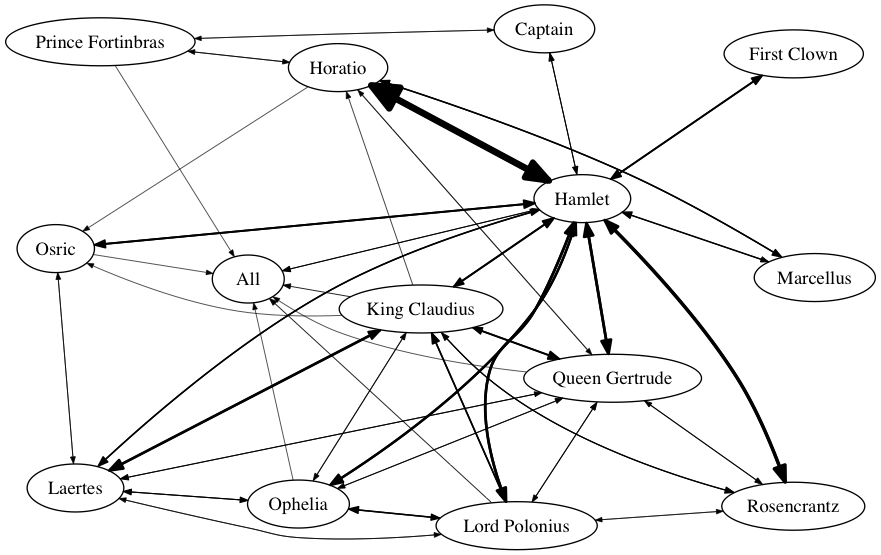 Captain
Prince Fortinbras
First Clown
Horatio
Hamlet
Osric
All
Marcellus
King Claudius
Queen Gertrude
Laertes
Ophelia
Rosencrantz
Lord Polonius